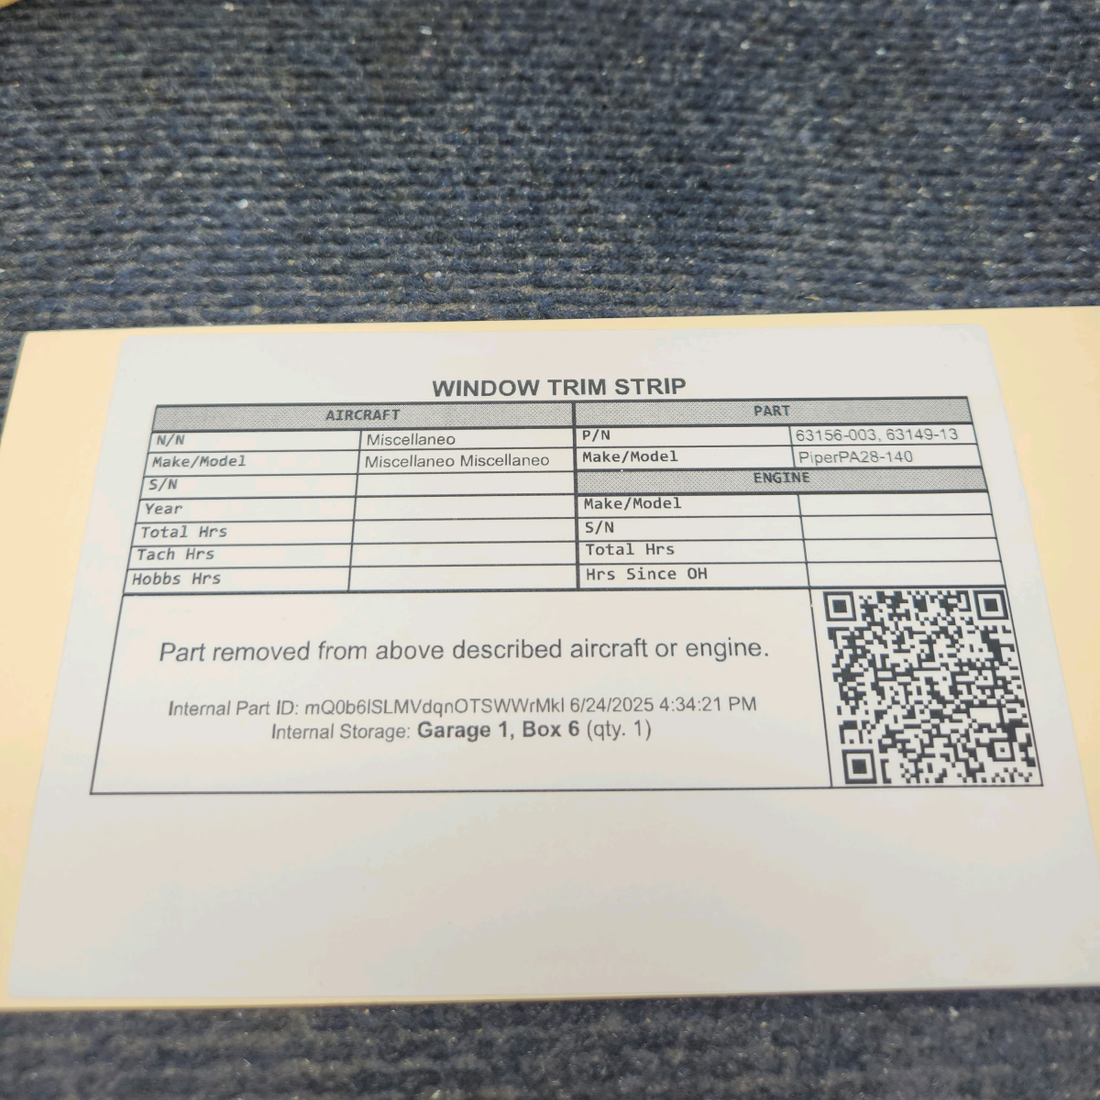 WINDOW TRIM STRIP
AIRCRAFT PART
N/N Miscellaneo P/N 63156-003, 63149-13
Make/Model Miscellaneo Miscellaneo Make/Model PiperPA28-140
S/N ENGINE
Year Make/Model
Total Hrs S/N
Tach Hrs Total Hrs
Hobbs Hrs Hrs Since OH
Part removed from above described aircraft or engine.
Internal Part ID: mQ0b6lSLMVdqnOTSWWrMkl 6/24/2025 4:34:21 PM
Internal Storage: Garage 1, Box 6 (qty. 1)